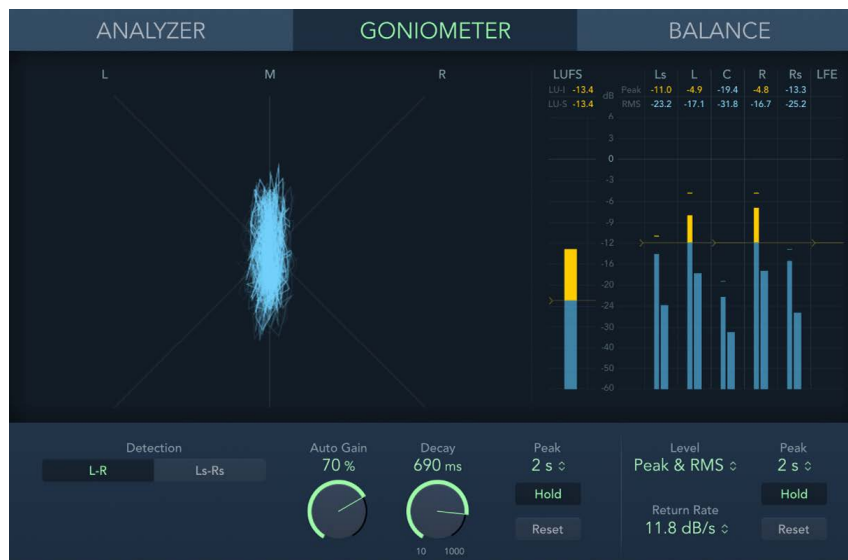 ANALYZER GONIOMETER BALANCE
L M R LUFS Ls L C R Rs LFE
LU-I -13.4 dB Peak -11.0 -4.9 -19.4 -4.8 -13.3
LU-S -13.4 RMS -23.2 -17.1 -31.8 -16.7 -25.2
6
3
0
-3
-6
-9
-12
-16
-20
-24
-30
-40
-50
-60
Detection Auto Gain Decay Peak Level Peak
L-R Ls-Rs 70 % 690 ms 2 s Peak & RMS 2 s
Hold Hold
Return Rate
Reset 11.8 dB/s Reset
10 1000